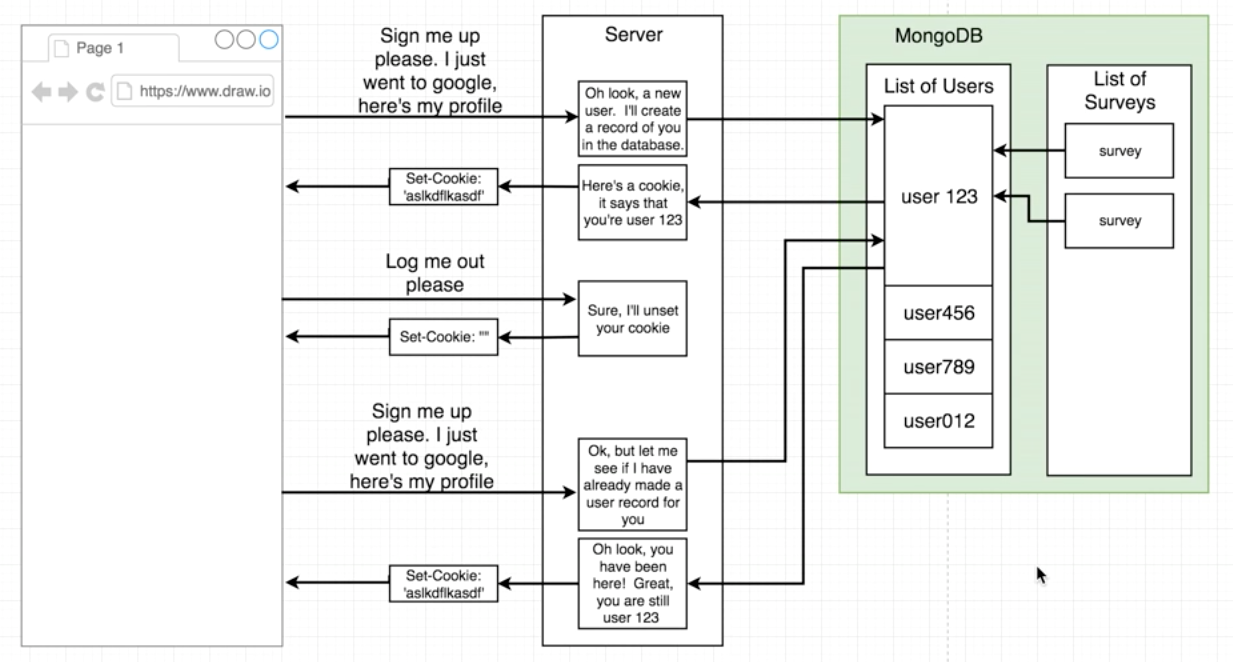 Page 1
https://www.draw.io
Sign me up
please. I just
went to google,
here's my profile
Set-Cookie:
'aslkdflkasdf'
Log me out
please
Set-Cookie: ""
Sign me up
please. I just
went to google,
here's my profile
Set-Cookie:
'aslkdflkasdf'
Server
Oh look, a new
user. I'll create
a record of you
in the database.
Here's a cookie,
it says that
you're user 123
Sure, I'll unset
your cookie
Ok, but let me
see if I have
already made a
user record for
you
Oh look, you
have been
here! Great,
you are still
user 123
MongoDB
List of Users
user 123
user456
user789
user012
List of
Surveys
survey
survey